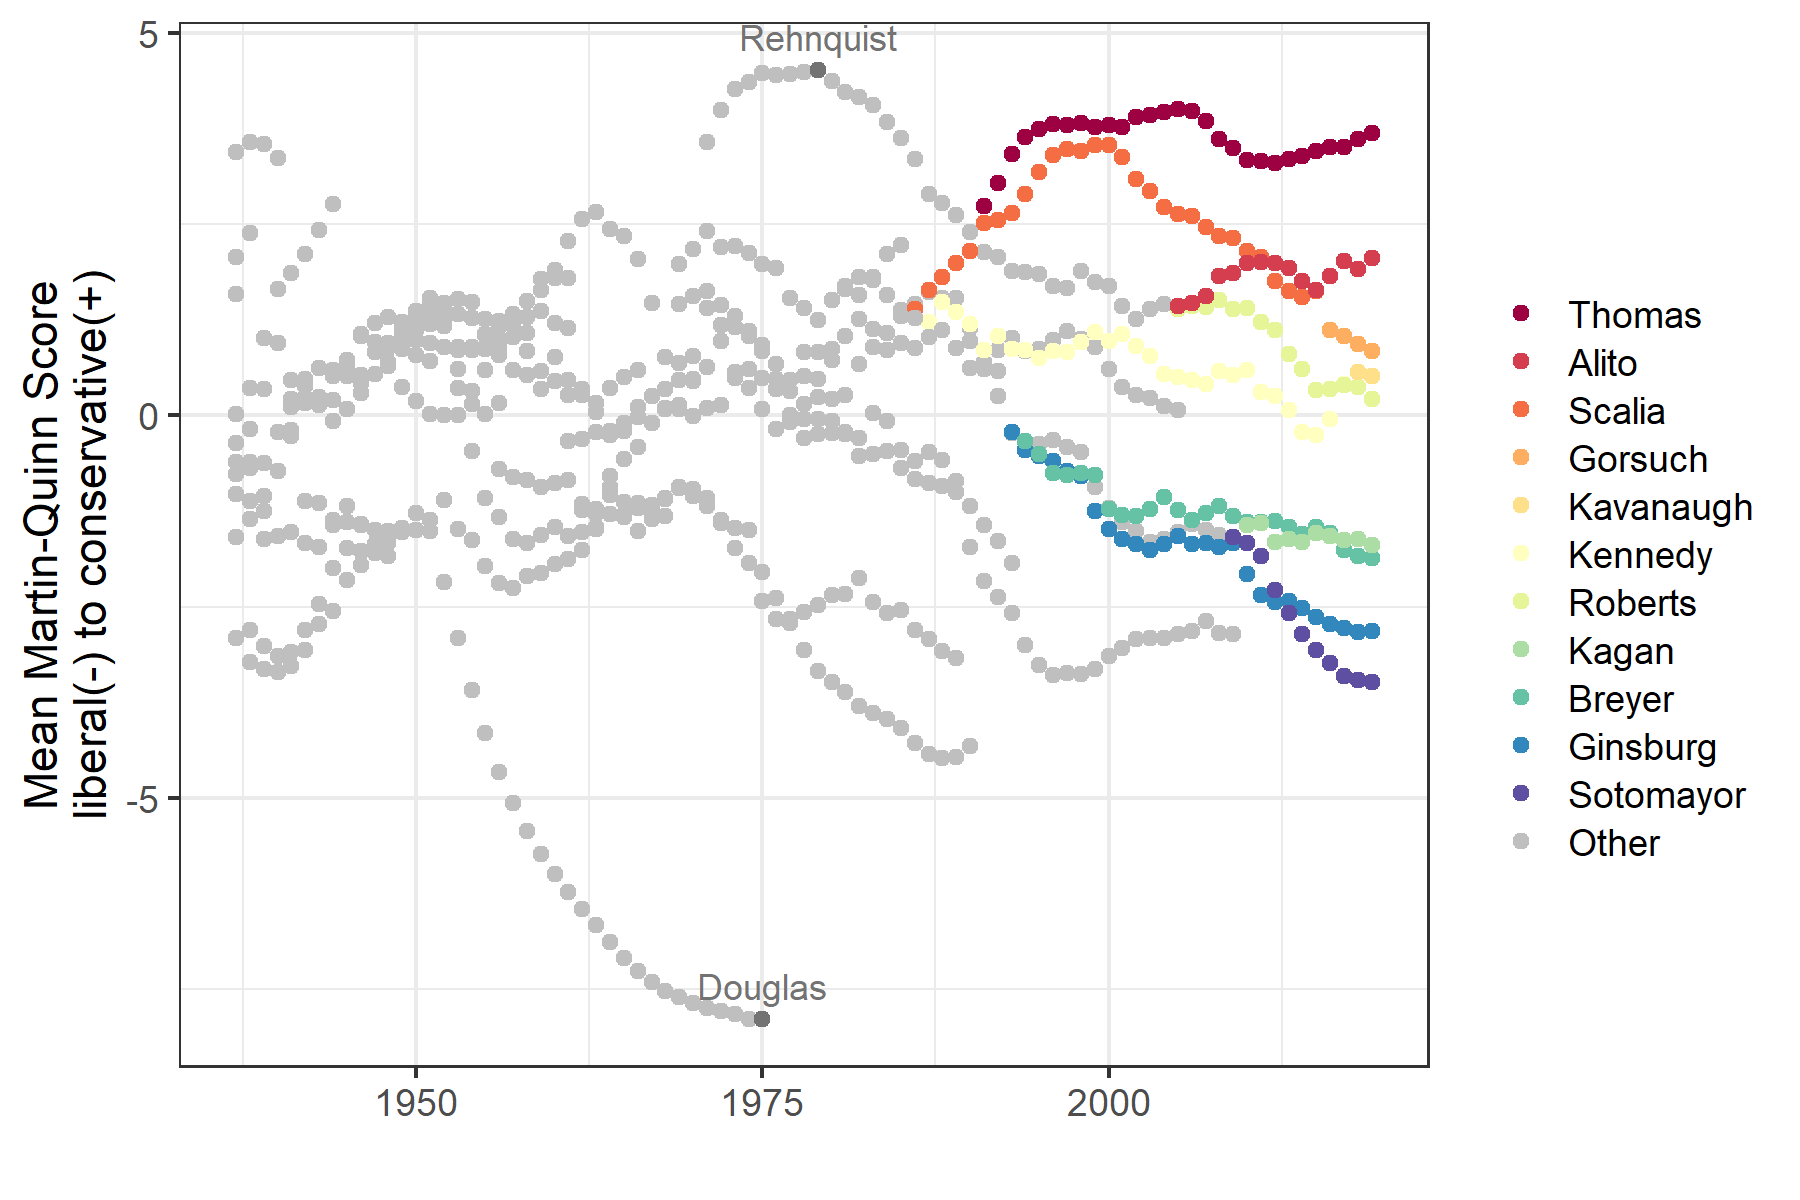 Mean Martin-Quinn Score
liberal(-) to conservative(+)
5
0
-5
Rehnquist
Douglas
1950
1975
2000
Thomas
Alito
Scalia
Gorsuch
Kavanaugh
Kennedy
Roberts
Kagan
Breyer
Ginsburg
Sotomayor
Other